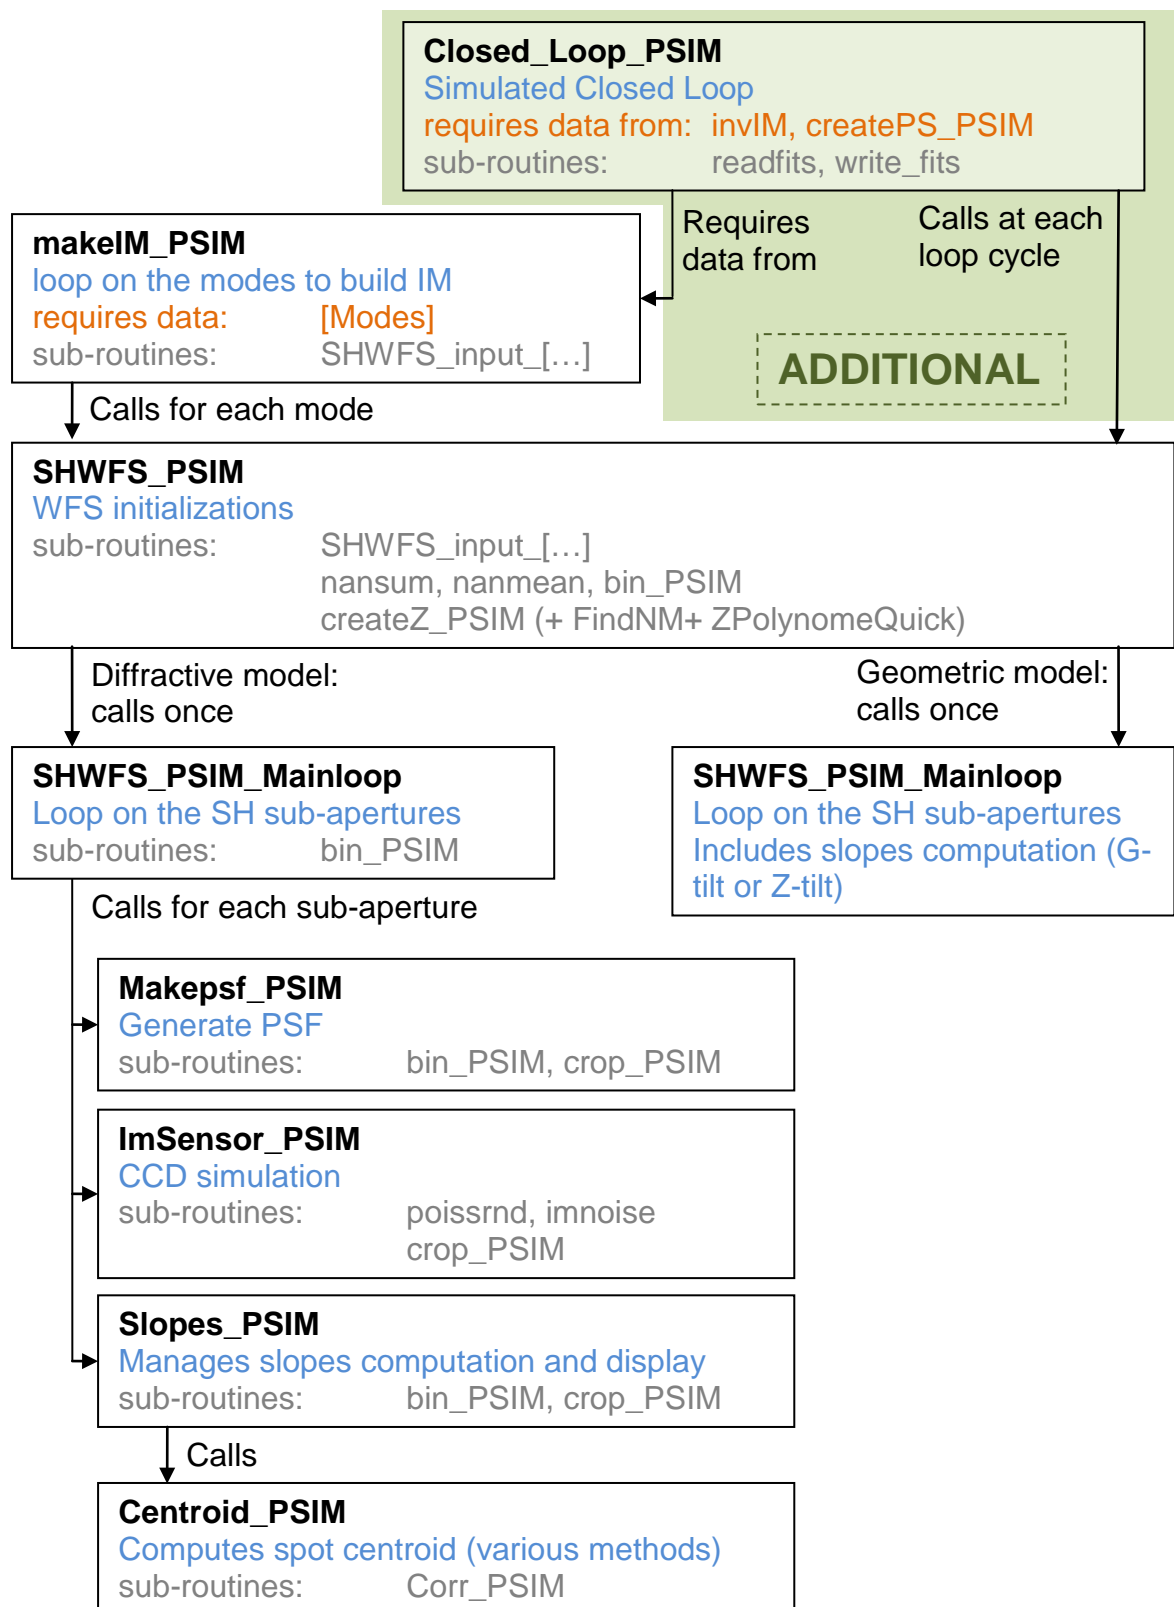 Closed_Loop_PSIM
Simulated Closed Loop
requires data from: invIM, createPS_PSIM
sub-routines: readfits, write_fits
Requires
data from
Calls at each
loop cycle
ADDITIONAL
makeIM_PSIM
loop on the modes to build IM
requires data: [Modes]
sub-routines: SHWFS_input_[…]
Calls for each mode
SHWFS_PSIM
WFS initializations
sub-routines: SHWFS_input_[…]
nansum, nanmean, bin_PSIM
createZ_PSIM (+ FindNM+ ZPolynomeQuick)
Diffractive model:
calls once
Geometric model:
calls once
SHWFS_PSIM_Mainloop
Loop on the SH sub-apertures
sub-routines: bin_PSIM
SHWFS_PSIM_Mainloop
Loop on the SH sub-apertures
Includes slopes computation (G-
tilt or Z-tilt)
Calls for each sub-aperture
Makepsf_PSIM
Generate PSF
sub-routines: bin_PSIM, crop_PSIM
ImSensor_PSIM
CCD simulation
sub-routines: poissrnd, imnoise
crop_PSIM
Slopes_PSIM
Manages slopes computation and display
sub-routines: bin_PSIM, crop_PSIM
Calls
Centroid_PSIM
Computes spot centroid (various methods)
sub-routines: Corr_PSIM